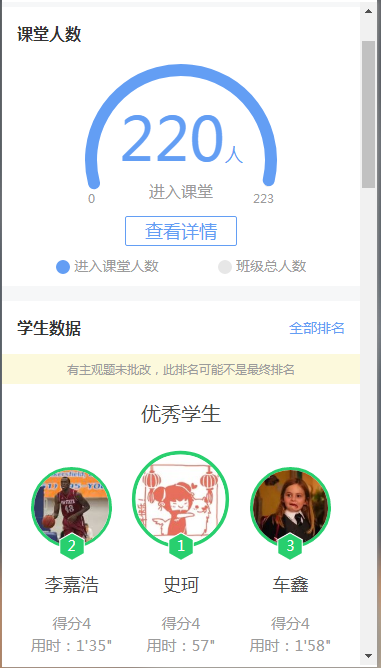 课堂人数
220人
进入课堂
0
223
查看详情
进入课堂人数
班级总人数
学生数据
全部排名
有主观题未批改，此排名可能不是最终排名
优秀学生
2
1
3
李嘉浩
史珂
车鑫
得分4
得分4
得分4
用时：1'35"
用时：57"
用时：1'58"